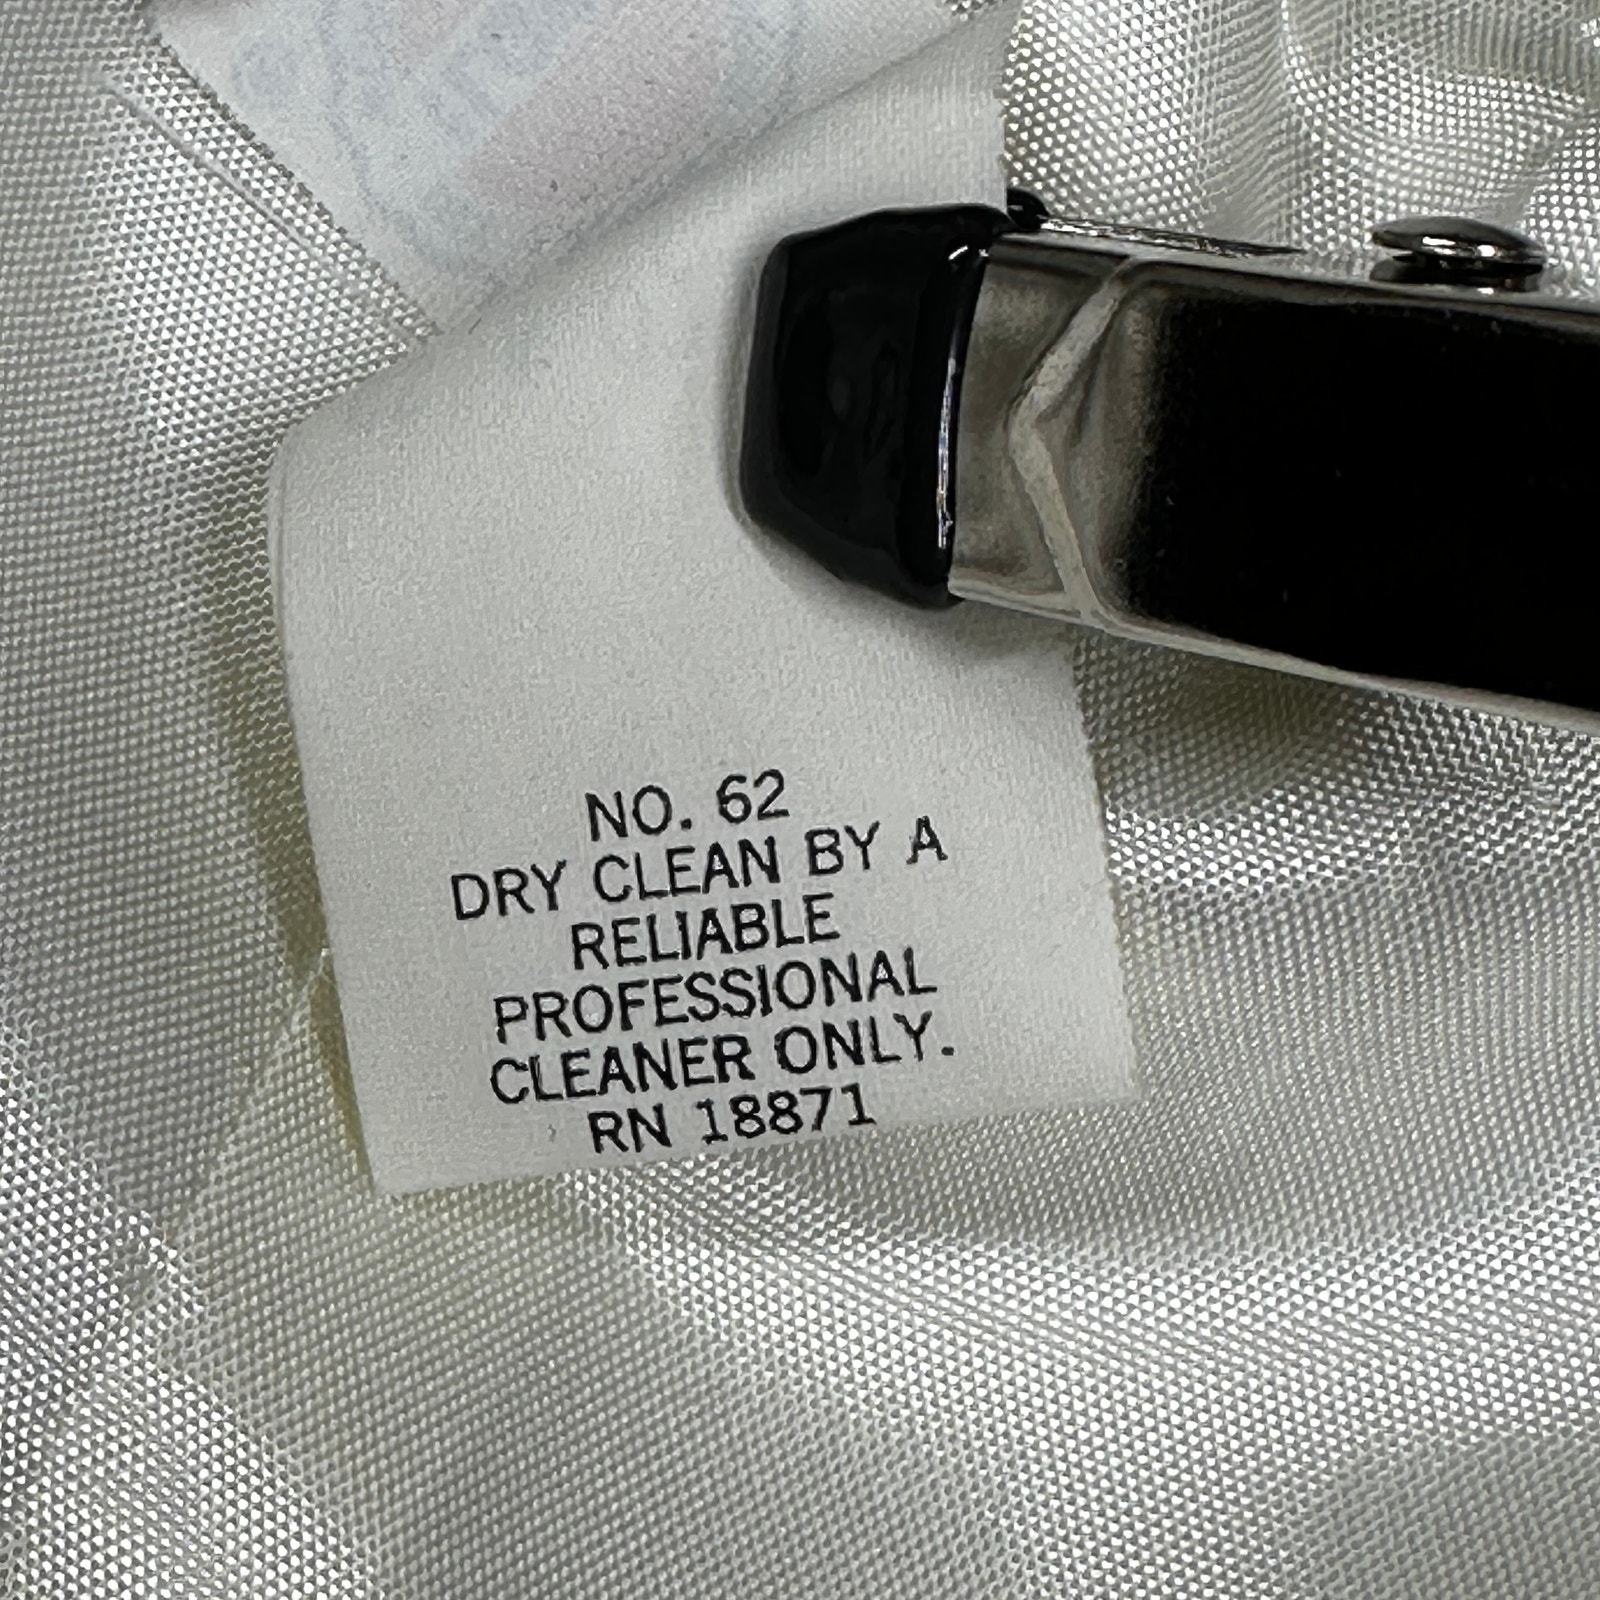 NO. 62
DRY CLEAN BY A
RELIABLE
PROFESSIONAL
CLEANER ONLY.
RN 18871